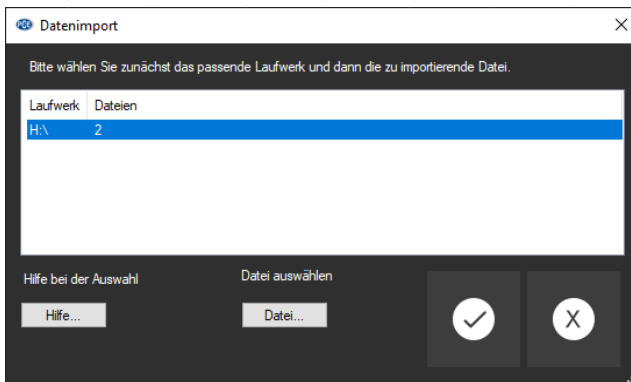 PCE Datenimport
Bitte wählen Sie zunächst das passende Laufwerk und dann die zu importierende Datei.
Laufwerk Dateien
H:\ 2
Hilfe bei der Auswahl Datei auswählen
Hilfe... Datei... X